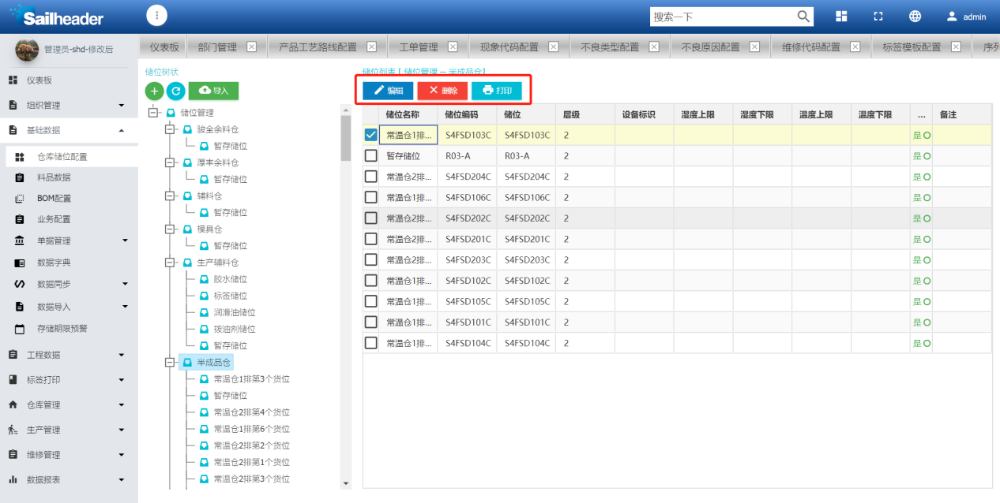 Sailheader
搜索一下
admin
管理员-shd-修改后
仪表板
部门管理
产品工艺路线配置
工单管理
现象代码配置
不良类型配置
不良原因配置
维修代码配置
标签模板配置
序列
仪表板
组织管理
基础数据
仓库储位配置
料品数据
BOM配置
业务配置
单据管理
数据字典
数据同步
数据导入
存储期限预警
工程数据
标签打印
仓库管理
生产管理
维修管理
数据报表
储位树状
导入
储位管理
骏全余料仓
暂存储位
厚丰余料仓
暂存储位
辅料仓
暂存储位
模具仓
暂存储位
生产辅料仓
胶水储位
标签储位
润滑油储位
拨油剂储位
暂存储位
半成品仓
常温仓1排第3个货位
暂存储位
常温仓2排第4个货位
常温仓1排第6个货位
常温仓2排第2个货位
常温仓2排第1个货位
常温仓2排第3个货位
储位列表 [ 储位管理 -- 半成品仓]
编辑 删除 打印
储位名称 储位编码 储位 层级 设备标识 湿度上限 湿度下限 温度上限 温度下限 ... 备注
常温仓1排... S4FSD103C S4FSD103C 2 是
暂存储位 R03-A R03-A 2 是
常温仓2排... S4FSD204C S4FSD204C 2 是
常温仓1排... S4FSD106C S4FSD106C 2 是
常温仓2排... S4FSD202C S4FSD202C 2 是
常温仓2排... S4FSD201C S4FSD201C 2 是
常温仓2排... S4FSD203C S4FSD203C 2 是
常温仓1排... S4FSD102C S4FSD102C 2 是
常温仓1排... S4FSD105C S4FSD105C 2 是
常温仓1排... S4FSD101C S4FSD101C 2 是
常温仓1排... S4FSD104C S4FSD104C 2 是